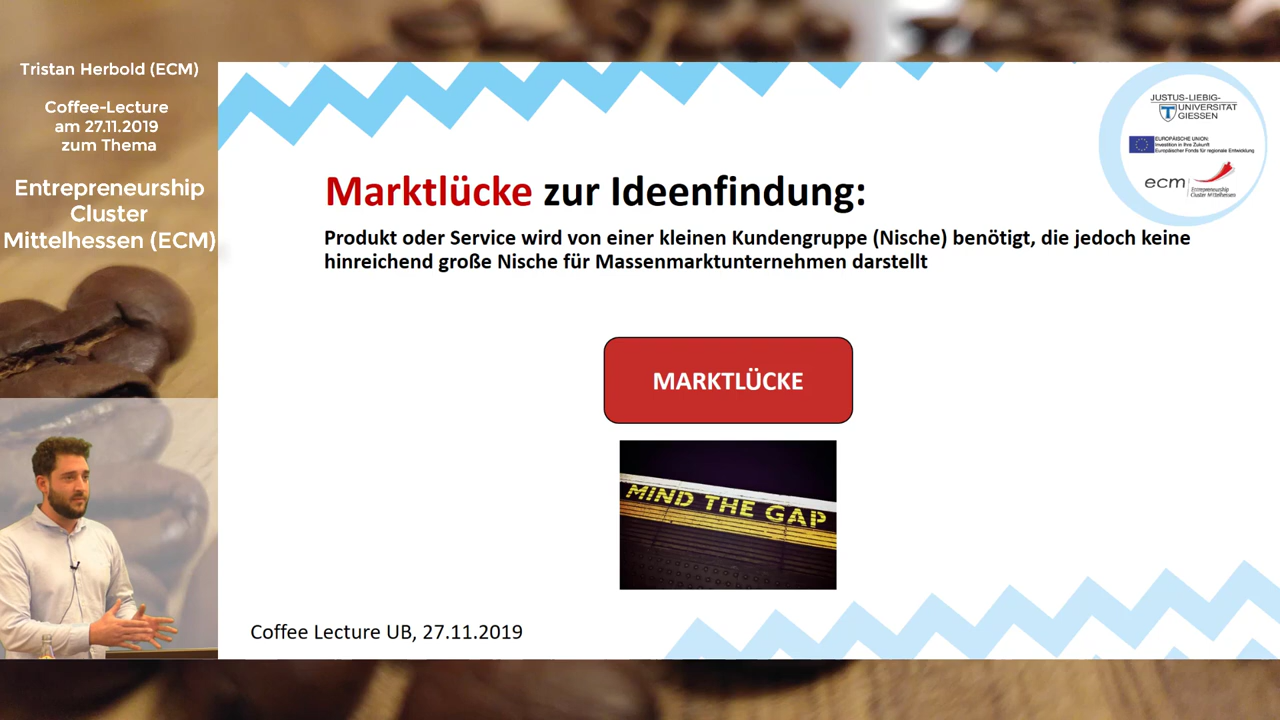 Tristan Herbold (ECM)
Coffee-Lecture
am 27.11.2019
zum Thema
Entrepreneurship
Cluster
Mittelhessen (ECM)
JUSTUS-LIEBIG-
UNIVERSITÄT
GIESSEN
EUROPÄISCHE UNION:
Investition in Ihre Zukunft
Europäischer Fonds für regionale Entwicklung
ecm
Entrepreneurship
Cluster Mittelhessen
Marktlücke zur Ideenfindung:
Produkt oder Service wird von einer kleinen Kundengruppe (Nische) benötigt, die jedoch keine
hinreichend große Nische für Massenmarktunternehmen darstellt
MARKTLÜCKE
MIND THE GAP
Coffee Lecture UB, 27.11.2019